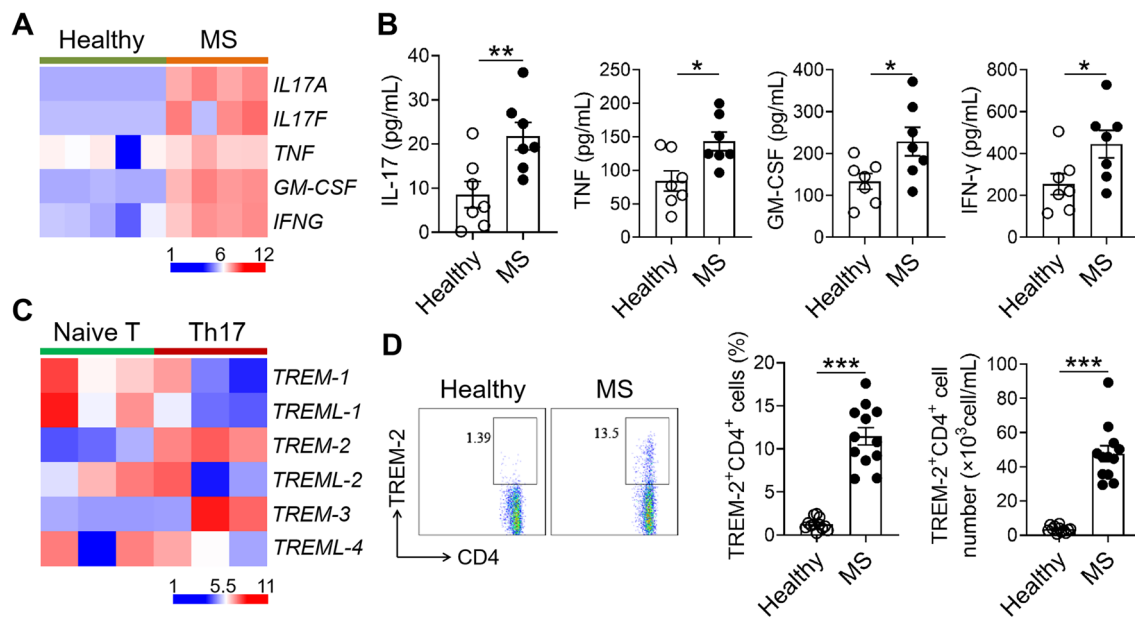 A
Healthy MS
IL17A
IL17F
TNF
GM-CSF
IFNG
1 6 12
B
IL-17 (pg/mL)
40
30
20
10
0
**
Healthy
MS
TNF (pg/mL)
250
200
150
100
50
0
*
Healthy
MS
GM-CSF (pg/mL)
400
300
200
100
0
*
Healthy
MS
IFN-γ (pg/mL)
800
600
400
200
0
*
Healthy
MS
C
Naive T Th17
TREM-1
TREML-1
TREM-2
TREML-2
TREM-3
TREML-4
1 5.5 11
D
Healthy MS
1.39
13.5
TREM-2
CD4
TREM-2+CD4+ cells (%)
20
15
10
5
0
***
Healthy
MS
TREM-2+CD4+ cell
number (×10³cell/mL)
100
80
60
40
20
0
***
Healthy
MS